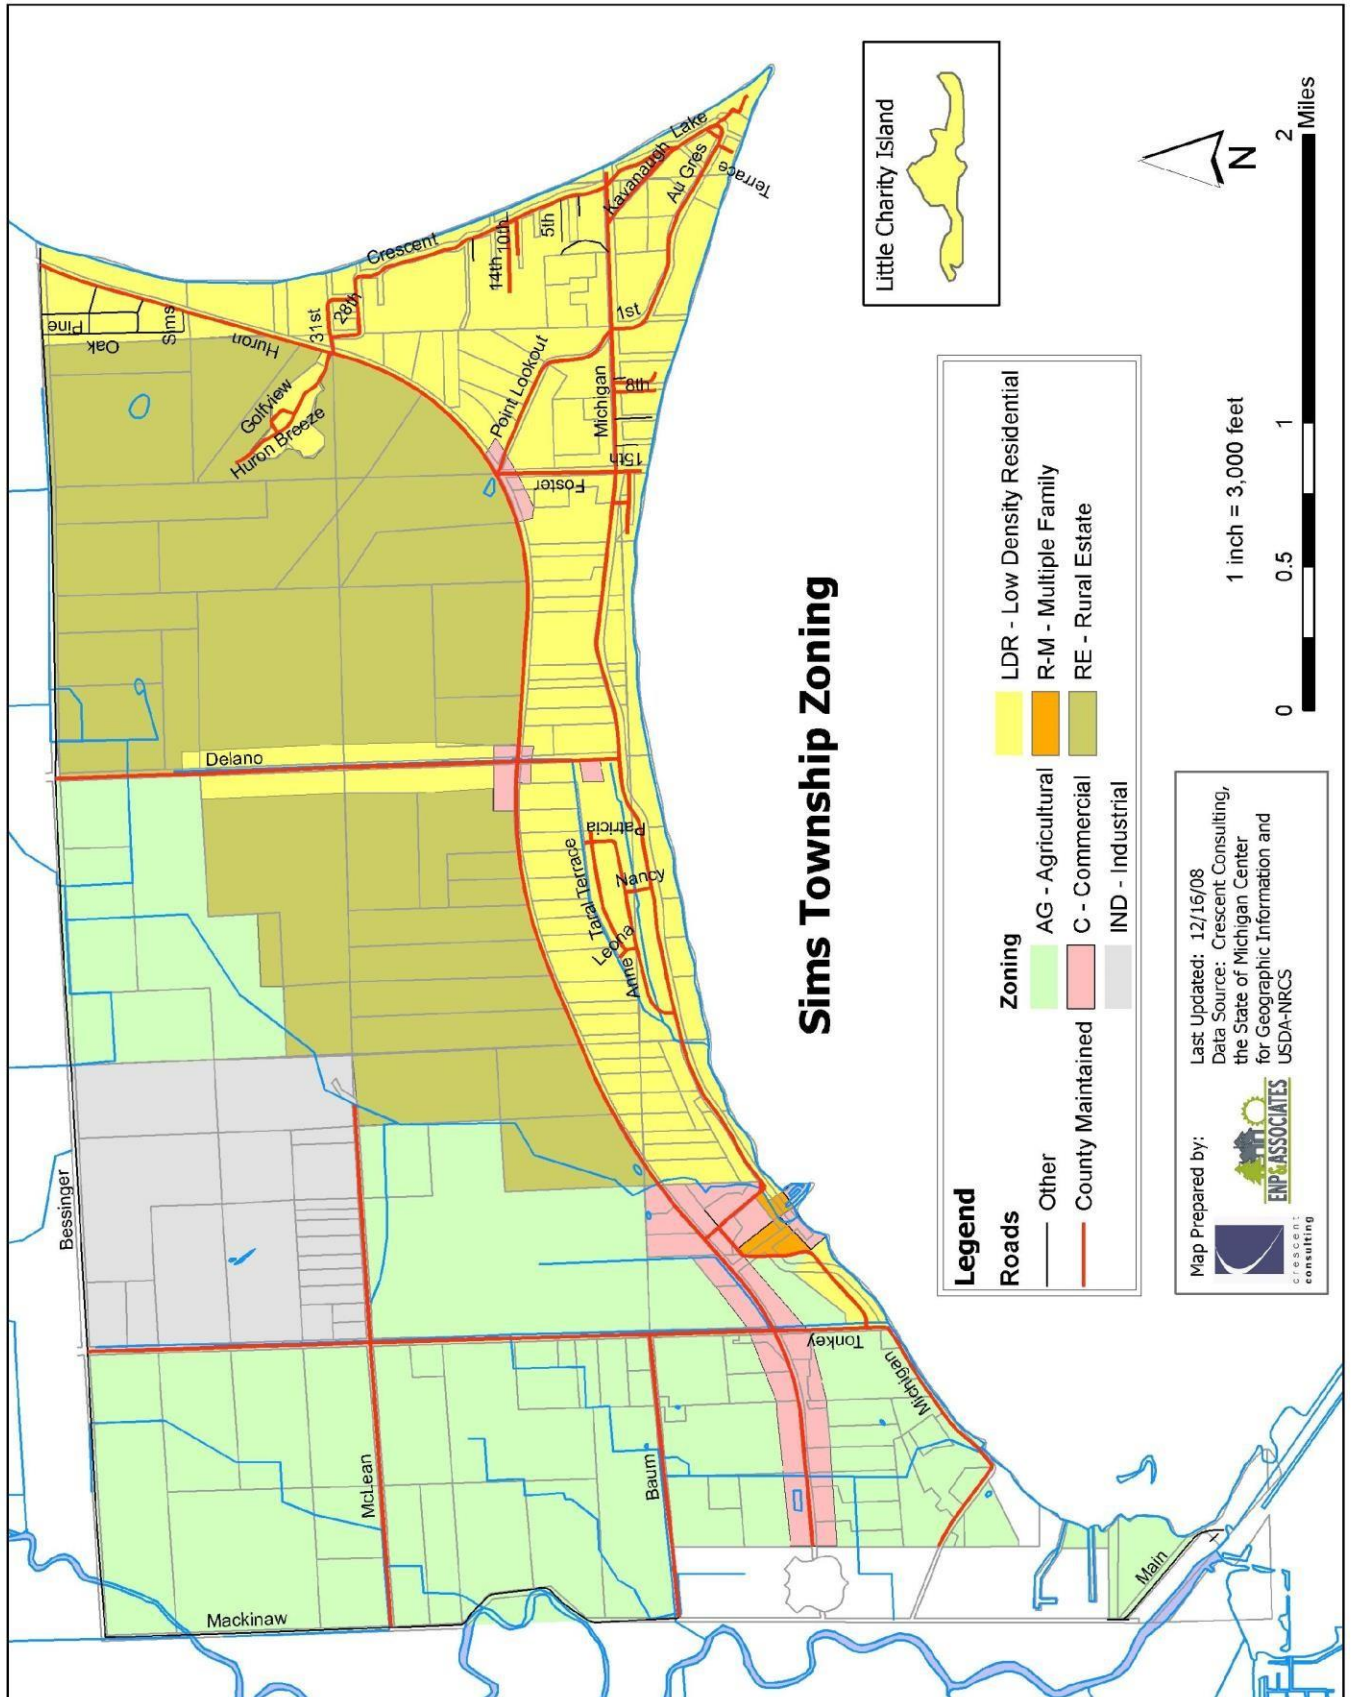 Sims Township Zoning
Little Charity Island
Bessinger
Mackinaw
McLean
Baum
Tonkey
Michigan
Main
Delano
Taral Terrace
Leona
Anne
Nancy
Patricia
Pine
Oak
Sims
Huron
Golfview
Huron Breeze
31st
28th
Crescent
14th
10th
5th
Point Lookout
Foster
Michigan
15th
8th
1st
Kavanaugh
Lake
Au Gres
Terrace
Legend
Roads
Other
County Maintained
Zoning
AG - Agricultural
C - Commercial
IND - Industrial
LDR - Low Density Residential
R-M - Multiple Family
RE - Rural Estate
Map Prepared by:
crescent
consulting
ENP&ASSOCIATES
Last Updated: 12/16/08
Data Source: Crescent Consulting,
the State of Michigan Center
for Geographic Information and
USDA-NRCS
1 inch = 3,000 feet
0 0.5 1 2
Miles
N